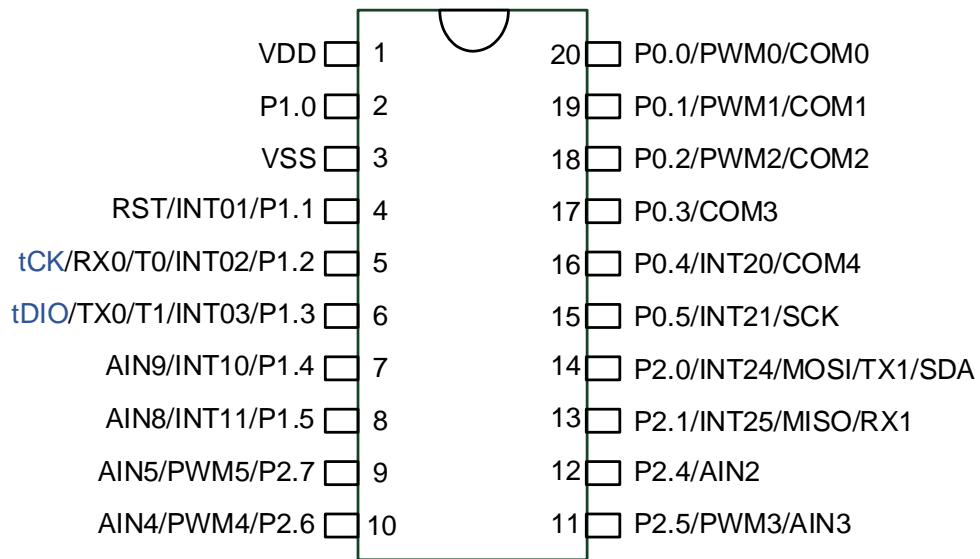 VDD 1 20 P0.0/PWM0/COM0
P1.0 2 19 P0.1/PWM1/COM1
VSS 3 18 P0.2/PWM2/COM2
RST/INT01/P1.1 4 17 P0.3/COM3
tCK/RX0/T0/INT02/P1.2 5 16 P0.4/INT20/COM4
tDIO/TX0/T1/INT03/P1.3 6 15 P0.5/INT21/SCK
AIN9/INT10/P1.4 7 14 P2.0/INT24/MOSI/TX1/SDA
AIN8/INT11/P1.5 8 13 P2.1/INT25/MISO/RX1
AIN5/PWM5/P2.7 9 12 P2.4/AIN2
AIN4/PWM4/P2.6 10 11 P2.5/PWM3/AIN3